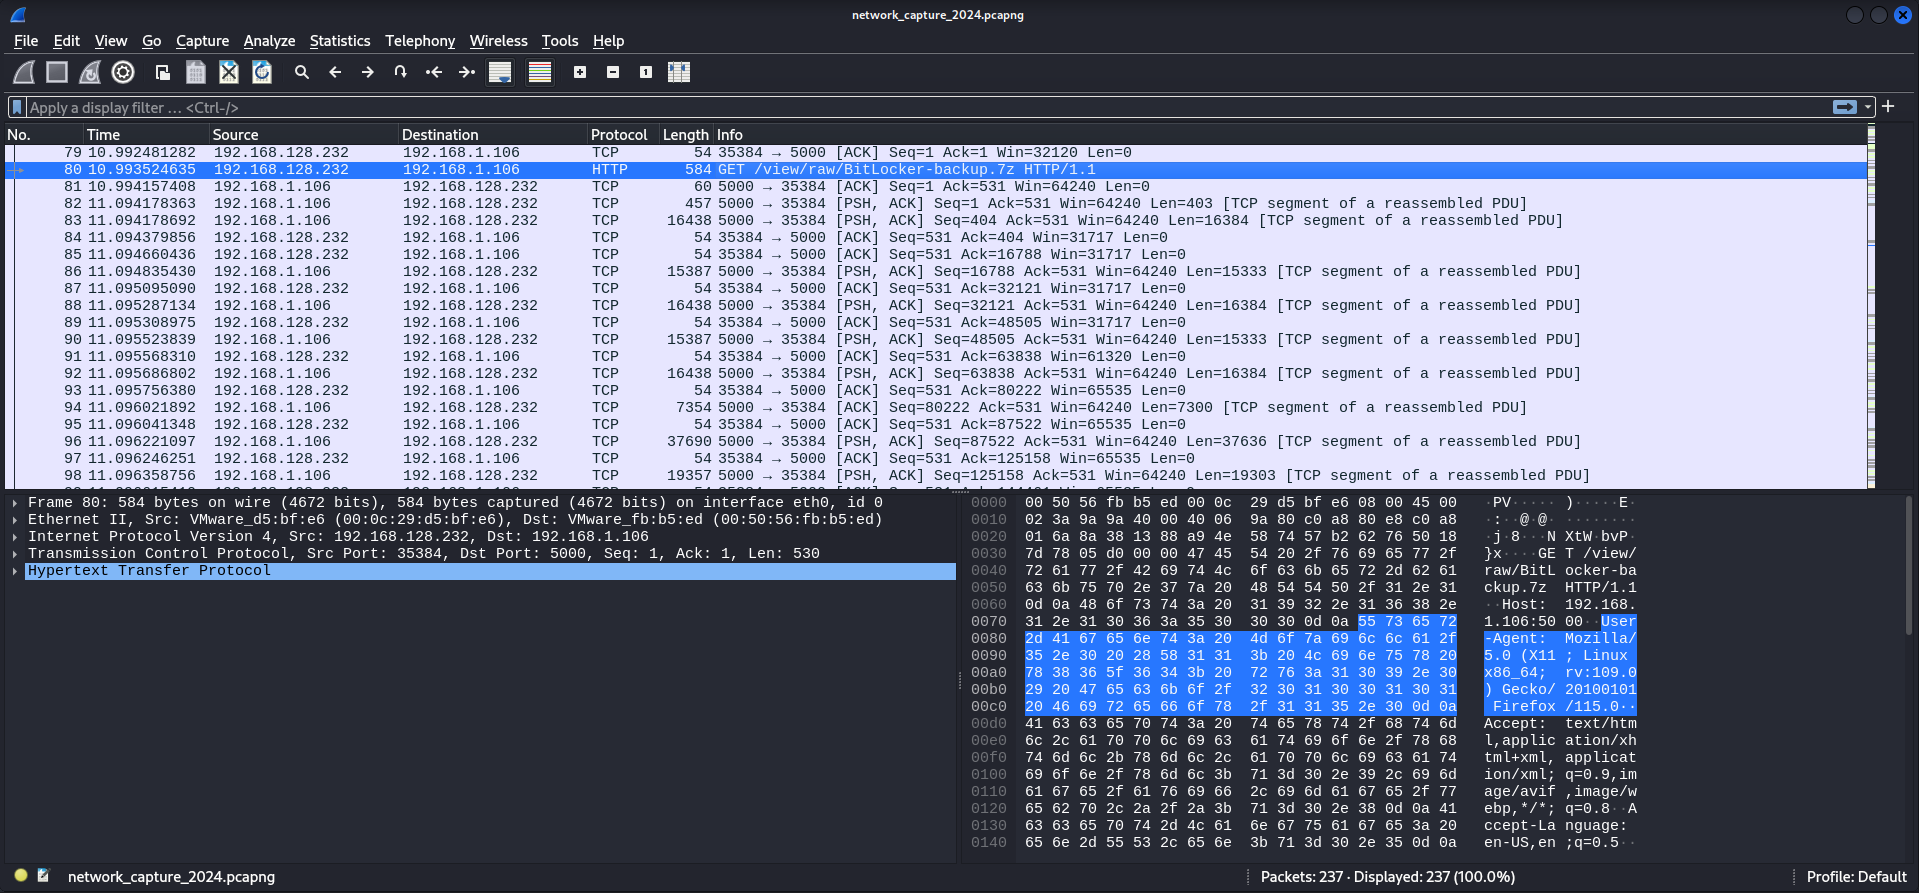 network_capture_2024.pcapng
File Edit View Go Capture Analyze Statistics Telephony Wireless Tools Help
Apply a display filter … <Ctrl-/>
No. Time Source Destination Protocol Length Info
79 10.992481282 192.168.128.232 192.168.1.106 TCP 54 35384 → 5000 [ACK] Seq=1 Ack=1 Win=32120 Len=0
80 10.993524635 192.168.128.232 192.168.1.106 HTTP 584 GET /view/raw/BitLocker-backup.7z HTTP/1.1
81 10.994157408 192.168.1.106 192.168.128.232 TCP 60 5000 → 35384 [ACK] Seq=1 Ack=531 Win=64240 Len=0
82 11.094178363 192.168.1.106 192.168.128.232 TCP 457 5000 → 35384 [PSH, ACK] Seq=1 Ack=531 Win=64240 Len=403 [TCP segment of a reassembled PDU]
83 11.094178692 192.168.1.106 192.168.128.232 TCP 16438 5000 → 35384 [PSH, ACK] Seq=404 Ack=531 Win=64240 Len=16384 [TCP segment of a reassembled PDU]
84 11.094379856 192.168.128.232 192.168.1.106 TCP 54 35384 → 5000 [ACK] Seq=531 Ack=404 Win=31717 Len=0
85 11.094660436 192.168.128.232 192.168.1.106 TCP 54 35384 → 5000 [ACK] Seq=531 Ack=16788 Win=31717 Len=0
86 11.094835430 192.168.1.106 192.168.128.232 TCP 15387 5000 → 35384 [PSH, ACK] Seq=16788 Ack=531 Win=64240 Len=15333 [TCP segment of a reassembled PDU]
87 11.095095090 192.168.128.232 192.168.1.106 TCP 54 35384 → 5000 [ACK] Seq=531 Ack=32121 Win=31717 Len=0
88 11.095287134 192.168.1.106 192.168.128.232 TCP 16438 5000 → 35384 [PSH, ACK] Seq=32121 Ack=531 Win=64240 Len=16384 [TCP segment of a reassembled PDU]
89 11.095308975 192.168.128.232 192.168.1.106 TCP 54 35384 → 5000 [ACK] Seq=531 Ack=48505 Win=31717 Len=0
90 11.095523839 192.168.1.106 192.168.128.232 TCP 15387 5000 → 35384 [PSH, ACK] Seq=48505 Ack=531 Win=64240 Len=15333 [TCP segment of a reassembled PDU]
91 11.095568310 192.168.128.232 192.168.1.106 TCP 54 35384 → 5000 [ACK] Seq=531 Ack=63838 Win=61320 Len=0
92 11.095686802 192.168.1.106 192.168.128.232 TCP 16438 5000 → 35384 [PSH, ACK] Seq=63838 Ack=531 Win=64240 Len=16384 [TCP segment of a reassembled PDU]
93 11.095756380 192.168.128.232 192.168.1.106 TCP 54 35384 → 5000 [ACK] Seq=531 Ack=80222 Win=65535 Len=0
94 11.096021892 192.168.1.106 192.168.128.232 TCP 7354 5000 → 35384 [ACK] Seq=80222 Ack=531 Win=64240 Len=7300 [TCP segment of a reassembled PDU]
95 11.096041348 192.168.128.232 192.168.1.106 TCP 54 35384 → 5000 [ACK] Seq=531 Ack=87522 Win=65535 Len=0
96 11.096221097 192.168.1.106 192.168.128.232 TCP 37690 5000 → 35384 [PSH, ACK] Seq=87522 Ack=531 Win=64240 Len=37636 [TCP segment of a reassembled PDU]
97 11.096246251 192.168.128.232 192.168.1.106 TCP 54 35384 → 5000 [ACK] Seq=531 Ack=125158 Win=65535 Len=0
98 11.096358756 192.168.1.106 192.168.128.232 TCP 19357 5000 → 35384 [PSH, ACK] Seq=125158 Ack=531 Win=64240 Len=19303 [TCP segment of a reassembled PDU]
Frame 80: 584 bytes on wire (4672 bits), 584 bytes captured (4672 bits) on interface eth0, id 0
Ethernet II, Src: VMware_d5:bf:e6 (00:0c:29:d5:bf:e6), Dst: VMware_fb:b5:ed (00:50:56:fb:b5:ed)
Internet Protocol Version 4, Src: 192.168.128.232, Dst: 192.168.1.106
Transmission Control Protocol, Src Port: 35384, Dst Port: 5000, Seq: 1, Ack: 1, Len: 530
Hypertext Transfer Protocol
0000 00 50 56 fb b5 ed 00 0c 29 d5 bf e6 08 00 45 00 ·PV····· )·····E·
0010 02 3a 9a 9a 40 00 40 06 9a 80 c0 a8 80 e8 c0 a8 ·:··@·@· ········
0020 01 6a 8a 38 13 88 a9 4e 58 74 57 b2 62 76 50 18 ·j·8···N XtW·bvP·
0030 7d 78 05 d0 00 00 47 45 54 20 2f 76 69 65 77 2f }x····GE T /view/
0040 72 61 77 2f 42 69 74 4c 6f 63 6b 65 72 2d 62 61 raw/BitL ocker-ba
0050 63 6b 75 70 2e 37 7a 20 48 54 54 50 2f 31 2e 31 ckup.7z HTTP/1.1
0060 0d 0a 48 6f 73 74 3a 20 31 39 32 2e 31 36 38 2e ··Host: 192.168.
0070 31 2e 31 30 36 3a 35 30 30 30 0d 0a 55 73 65 72 1.106:50 00··User
0080 2d 41 67 65 6e 74 3a 20 4d 6f 7a 69 6c 6c 61 2f -Agent: Mozilla/
0090 35 2e 30 20 28 58 31 31 3b 20 4c 69 6e 75 78 20 5.0 (X11 ; Linux
00a0 78 38 36 5f 36 34 3b 20 72 76 3a 31 30 39 2e 30 x86_64; rv:109.0
00b0 29 20 47 65 63 6b 6f 2f 32 30 31 30 30 31 30 31 ) Gecko/ 20100101
00c0 20 46 69 72 65 66 6f 78 2f 31 31 35 2e 30 0d 0a Firefox /115.0··
00d0 41 63 63 65 70 74 3a 20 74 65 78 74 2f 68 74 6d Accept: text/htm
00e0 6c 2c 61 70 70 6c 69 63 61 74 69 6f 6e 2f 78 68 l,applic ation/xh
00f0 74 6d 6c 2b 78 6d 6c 2c 61 70 70 6c 69 63 61 74 tml+xml, applicat
0100 69 6f 6e 2f 78 6d 6c 3b 71 3d 30 2e 39 2c 69 6d ion/xml; q=0.9,im
0110 61 67 65 2f 61 76 69 66 2c 69 6d 61 67 65 2f 77 age/avif ,image/w
0120 65 62 70 2c 2a 2f 2a 3b 71 3d 30 2e 38 0d 0a 41 ebp,*/*; q=0.8··A
0130 63 63 65 70 74 2d 4c 61 6e 67 75 61 67 65 3a 20 ccept-La nguage:
0140 65 6e 2d 55 53 2c 65 6e 3b 71 3d 30 2e 35 0d 0a en-US,en ;q=0.5··
network_capture_2024.pcapng
Packets: 237 · Displayed: 237 (100.0%)
Profile: Default